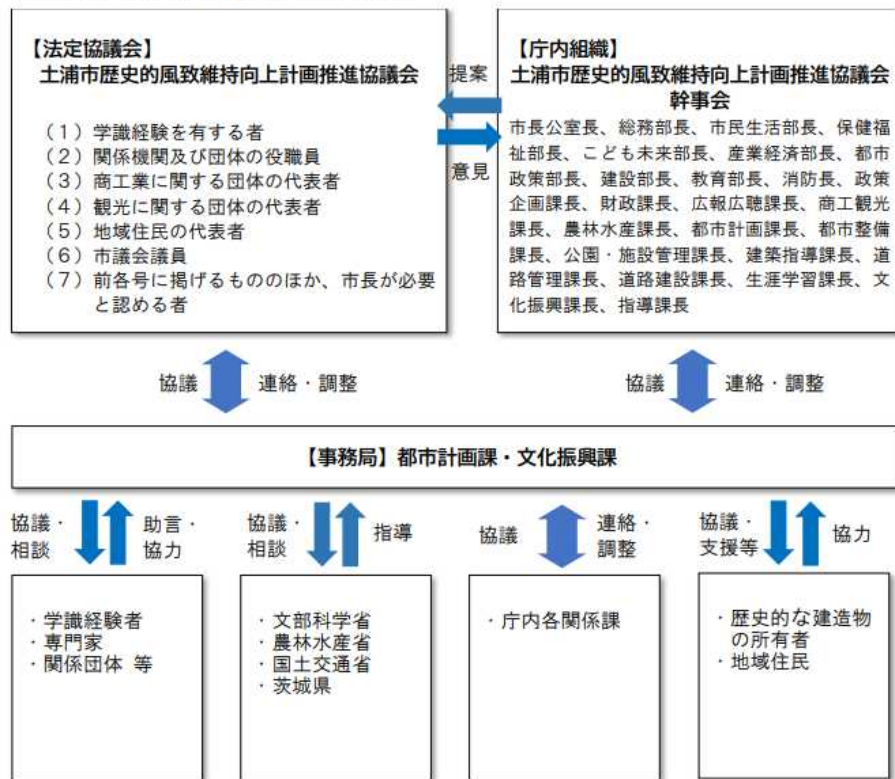 【法定協議会】
土浦市歴史的風致維持向上計画推進協議会
（１）学識経験を有する者
（２）関係機関及び団体の役職員
（３）商工業に関する団体の代表者
（４）観光に関する団体の代表者
（５）地域住民の代表者
（６）市議会議員
（７）前各号に掲げるもののほか、市長が必要
と認める者
提案
意見
【庁内組織】
土浦市歴史的風致維持向上計画推進協議会
幹事会
市長公室長、総務部長、市民生活部長、保健福
祉部長、こども未来部長、産業経済部長、都市
政策部長、建設部長、教育部長、消防長、政策
企画課長、財政課長、広報広聴課長、商工観光
課長、農林水産課長、都市計画課長、都市整備
課長、公園・施設管理課長、建築指導課長、道
路管理課長、道路建設課長、生涯学習課長、文
化振興課長、指導課長
協議
連絡・調整
協議
連絡・調整
【事務局】都市計画課・文化振興課
協議・
相談
助言・
協力
協議・
相談
指導
協議
連絡・
調整
協議・
支援等
協力
・学識経験者
・専門家
・関係団体 等
・文部科学省
・農林水産省
・国土交通省
・茨城県
・庁内各関係課
・歴史的な建造物
の所有者
・地域住民